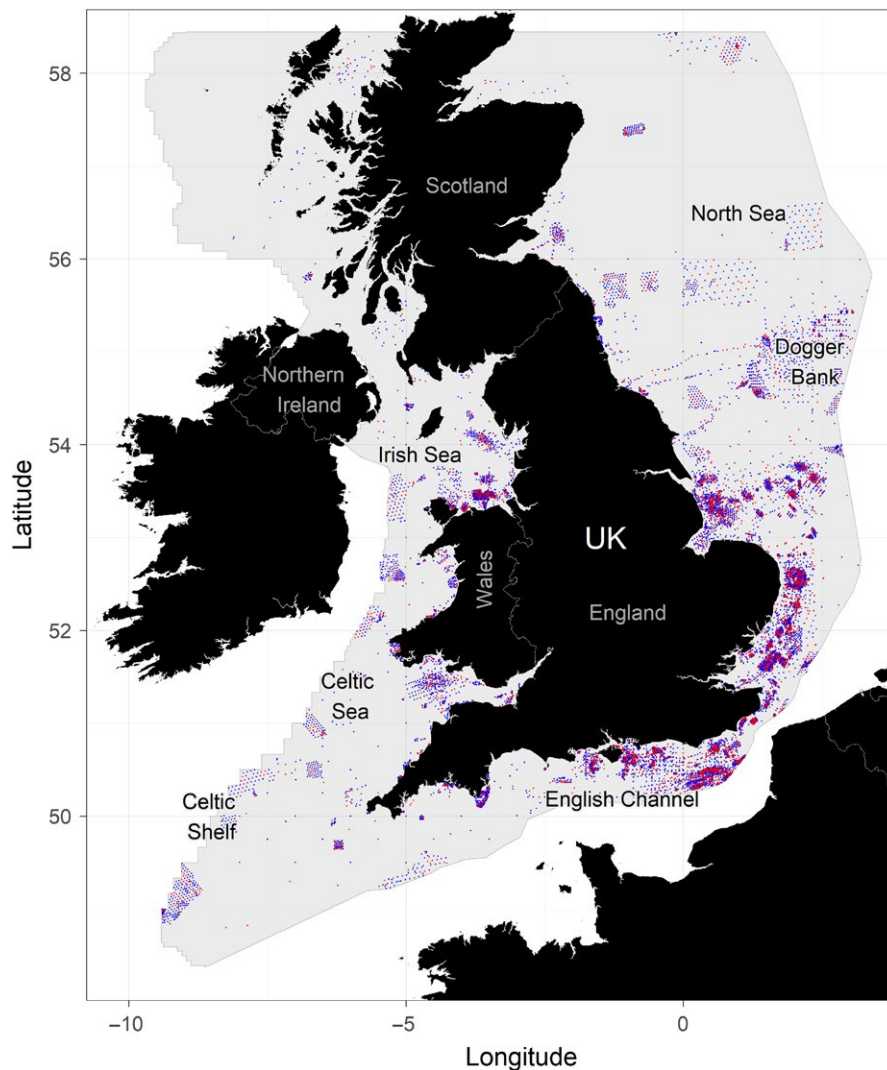 58
Scotland
North Sea
56
Dogger
Bank
Northern
Ireland
54
Irish Sea
Latitude
UK
Wales
England
52
Celtic
Sea
Celtic
Shelf
50
English Channel
−10
−5
0
Longitude